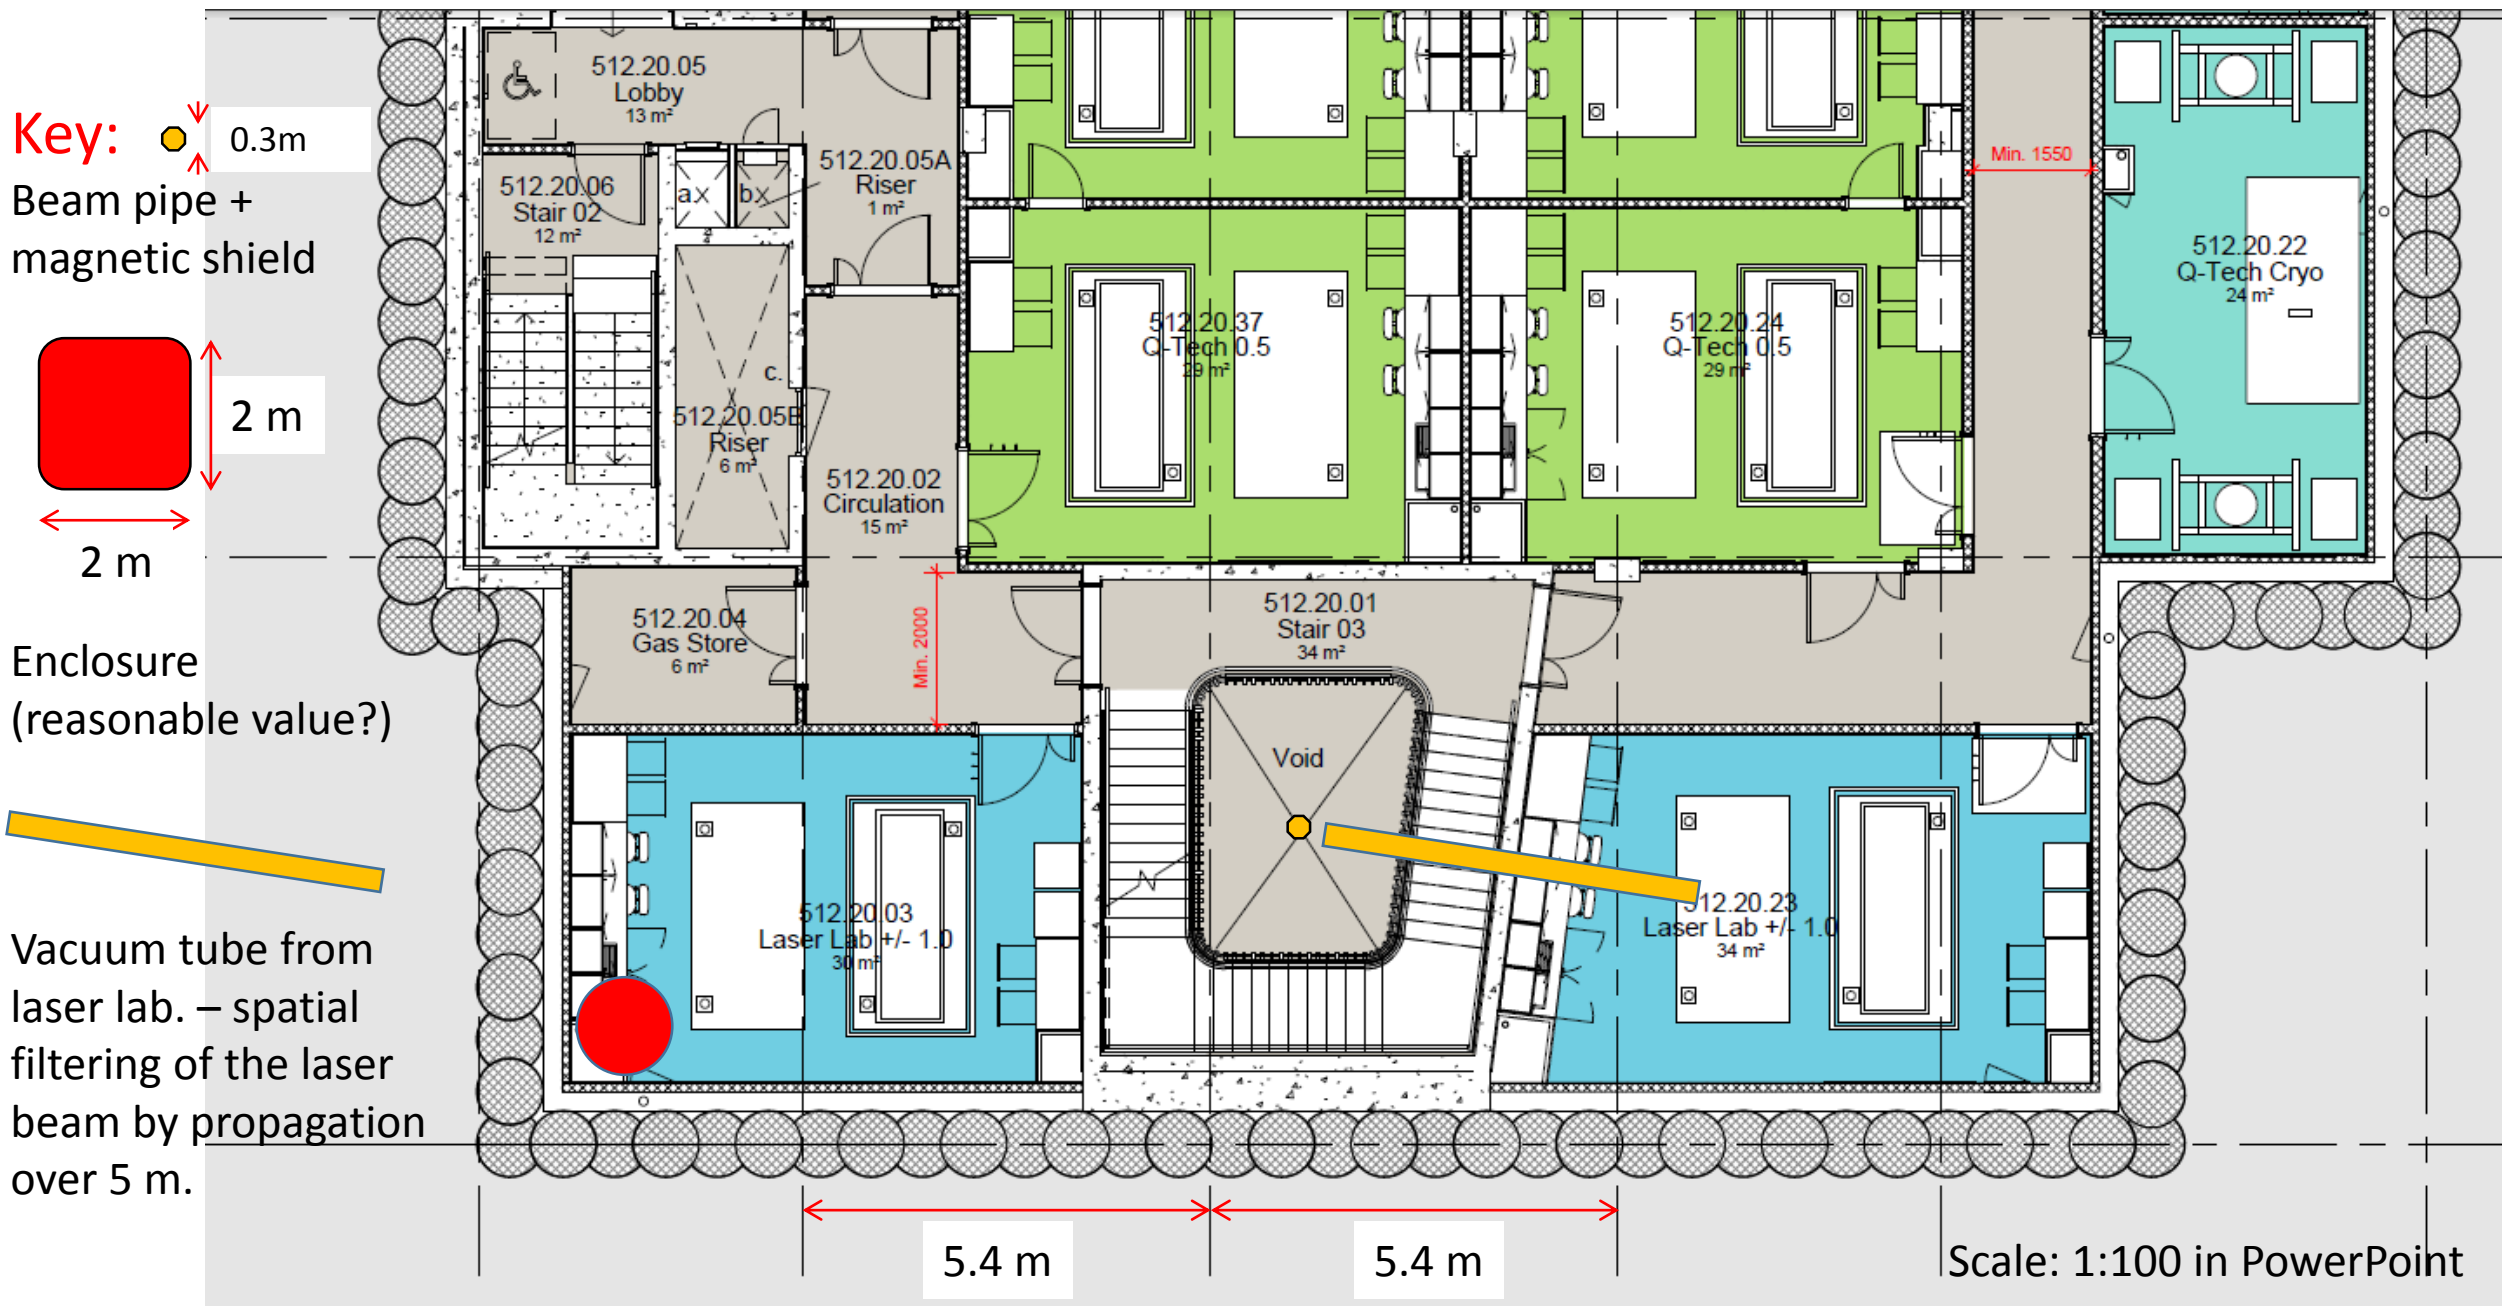 Key:
0.3m
Beam pipe +
magnetic shield
2 m
2 m
Enclosure
(reasonable value?)
Vacuum tube from
laser lab. – spatial
filtering of the laser
beam by propagation
over 5 m.
512.20.05
Lobby
13 m²
512.20.06
Stair 02
12 m²
a
b
512.20.05A
Riser
1 m²
c.
512.20.05B
Riser
6 m²
512.20.02
Circulation
15 m²
512.20.37
Q-Tech 0.5
29 m²
512.20.24
Q-Tech 0.5
29 m²
Min. 1550
512.20.22
Q-Tech Cryo
24 m²
512.20.04
Gas Store
6 m²
Min. 2000
512.20.01
Stair 03
34 m²
Void
512.20.03
Laser Lab +/- 1.0
30 m²
512.20.23
Laser Lab +/- 1.0
34 m²
5.4 m
5.4 m
Scale: 1:100 in PowerPoint